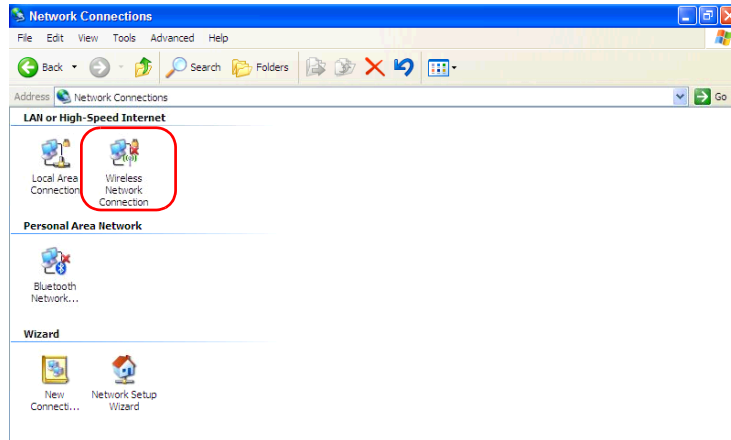 Network Connections
File Edit View Tools Advanced Help
Back Search Folders
Address Network Connections Go
LAN or High-Speed Internet
Local Area
Connection
Wireless
Network
Connection
Personal Area Network
Bluetooth
Network...
Wizard
New
Connecti...
Network Setup
Wizard